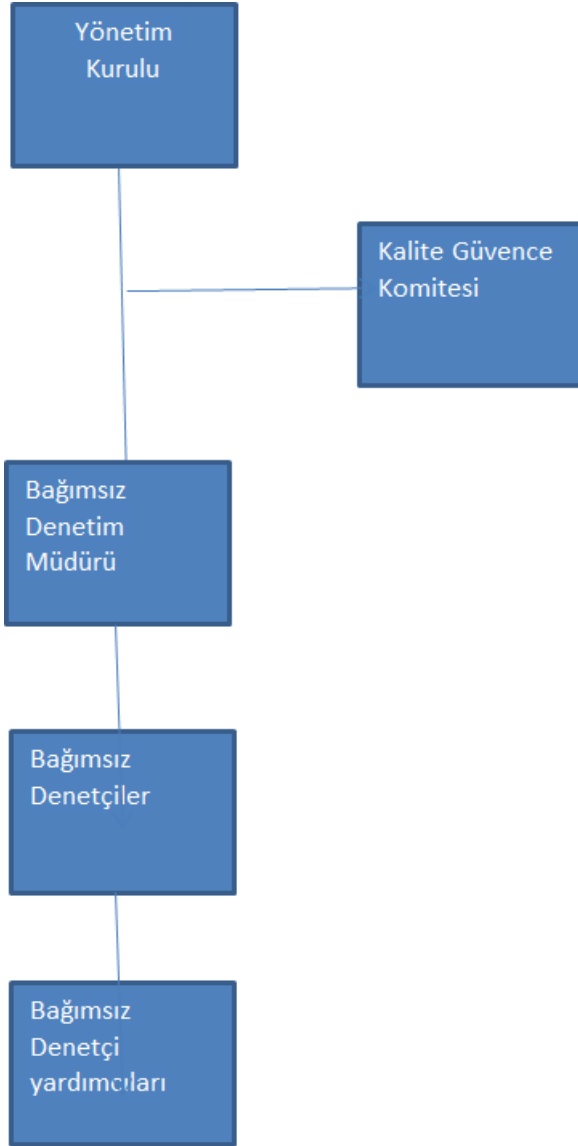 Yönetim
Kurulu
Kalite Güvence
Komitesi
Bağımsız
Denetim
Müdürü
Bağımsız
Denetçiler
Bağımsız
Denetçi
yardımcıları